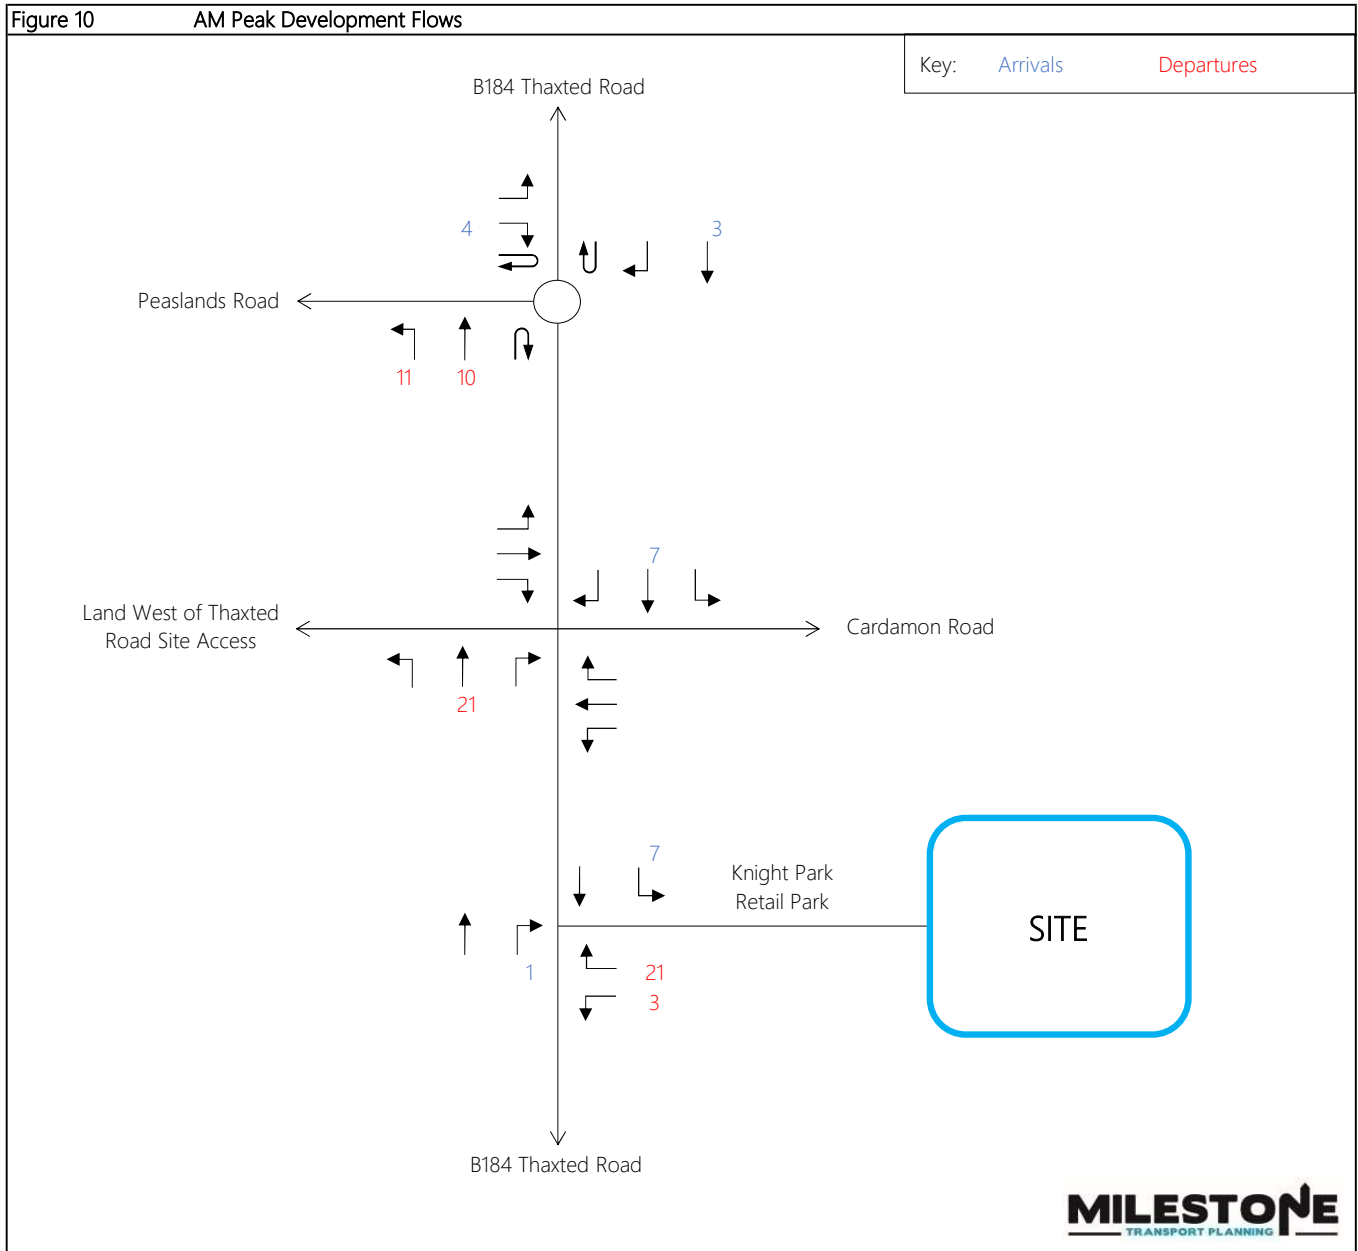 Figure 10 AM Peak Development Flows
Key: Arrivals Departures
B184 Thaxted Road
4
3
Peaslands Road
11 10
7
Land West of Thaxted
Road Site Access
Cardamon Road
21
7
Knight Park
Retail Park
SITE
1
21
3
B184 Thaxted Road
MILESTONE
TRANSPORT PLANNING